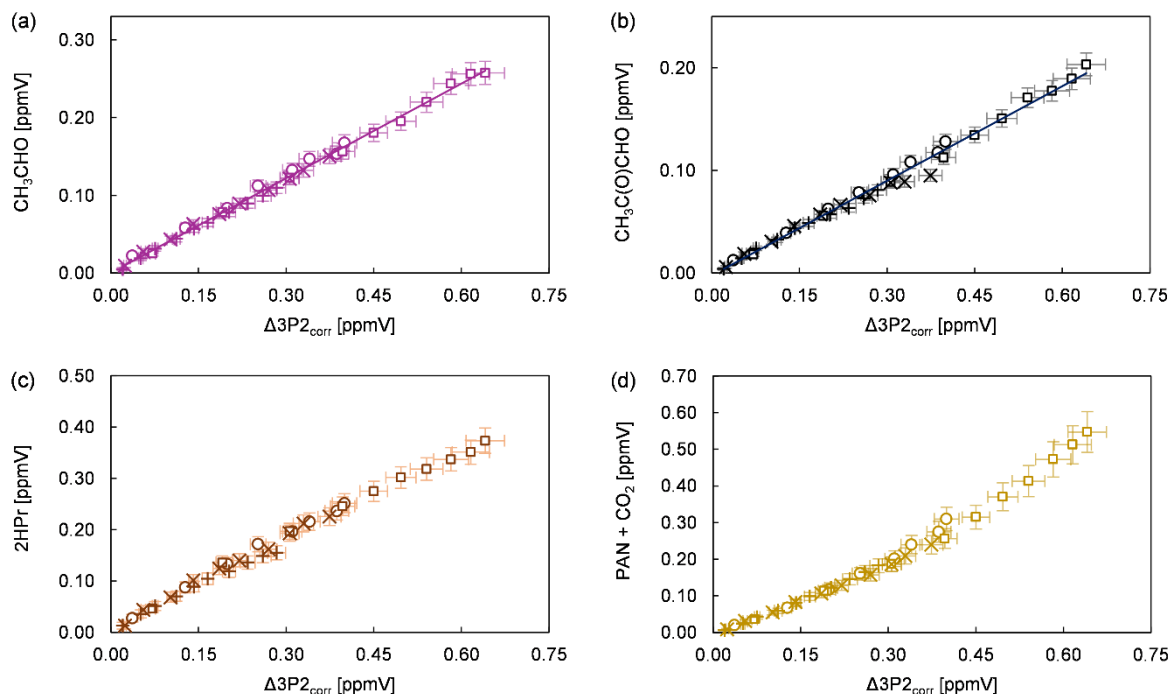 (a)
CH₃CHO [ppmV]
0.30
0.20
0.10
0.00
0.00 0.15 0.30 0.45 0.60 0.75
Δ3P2corr [ppmV]
(b)
CH₃C(O)CHO [ppmV]
0.20
0.10
0.00
0.00 0.15 0.30 0.45 0.60 0.75
Δ3P2corr [ppmV]
(c)
2HPr [ppmV]
0.50
0.40
0.30
0.20
0.10
0.00
0.00 0.15 0.30 0.45 0.60 0.75
Δ3P2corr [ppmV]
(d)
PAN + CO₂ [ppmV]
0.70
0.60
0.50
0.40
0.30
0.20
0.10
0.00
0.00 0.15 0.30 0.45 0.60 0.75
Δ3P2corr [ppmV]